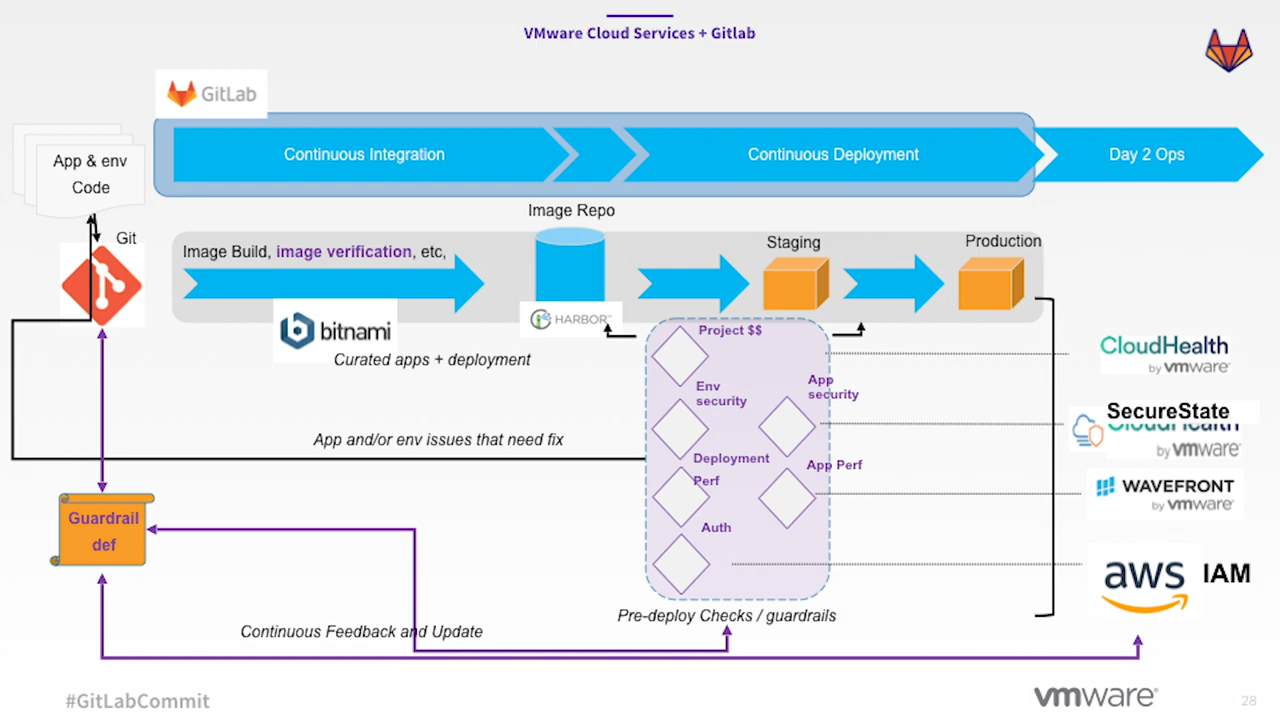 VMware Cloud Services + Gitlab
GitLab
Continuous Integration
Continuous Deployment
Day 2 Ops
App & env
Code
Git
Image Repo
Image Build, image verification, etc,
Staging
Production
bitnami
HARBOR™
Curated apps + deployment
Project $$
Env
security
App
security
Deployment
Perf
App Perf
Auth
CloudHealth
by vmware®
SecureState
CloudHealth
by vmware®
WAVEFRONT
by vmware®
aws IAM
App and/or env issues that need fix
Guardrail
def
Pre-deploy Checks / guardrails
Continuous Feedback and Update
#GitLabCommit
vmware®
28